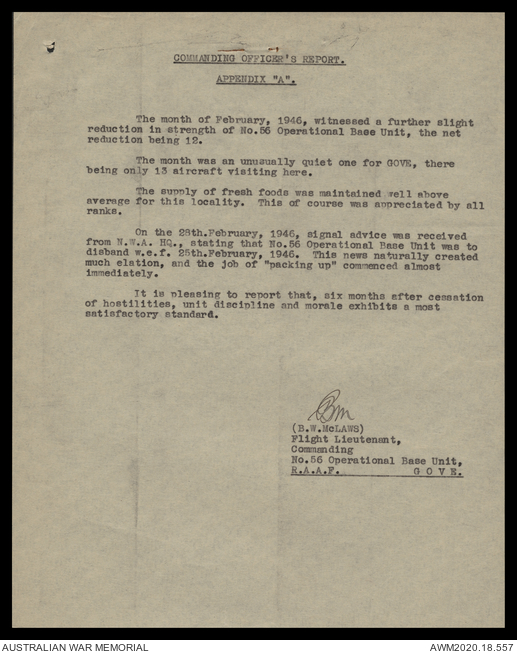 COMMANDING OFFICER'S REPORT.
APPENDIX "A".
The month of February, 1946, witnessed a further slight
reduction in strength of No.56 Operational Base Unit, the net
reduction being 12.
The month was an unusually quiet one for GOVE, there
being only 13 aircraft visiting here.
The supply of fresh foods was maintained well above
average for this locality. This of course was appreciated by all
ranks.
On the 28th.February, 1946, signal advice was received
from N.W.A. HQ., stating that No.56 Operational Base Unit was to
disband w.e.f. 25th.February, 1946. This news naturally created
much elation, and the job of "packing up" commenced almost
immediately.
It is pleasing to report that, six months after cessation
of hostilities, unit discipline and morale exhibits a most
satisfactory standard.
(B.W.McLAWS)
Flight Lieutenant,
Commanding
No.56 Operational Base Unit,
R.A.A.F. G O V E.
AUSTRALIAN WAR MEMORIAL AWM2020.18.557